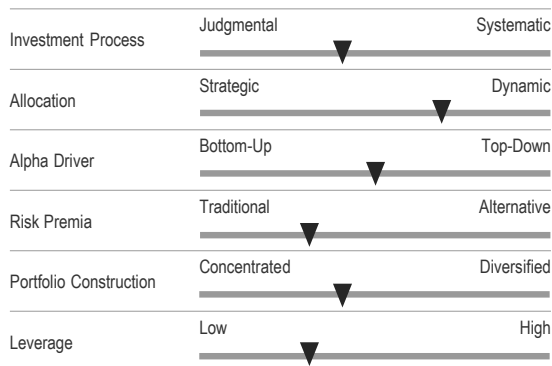 Judgmental Systematic
Investment Process
Strategic Dynamic
Allocation
Bottom-Up Top-Down
Alpha Driver
Traditional Alternative
Risk Premia
Concentrated Diversified
Portfolio Construction
Low High
Leverage